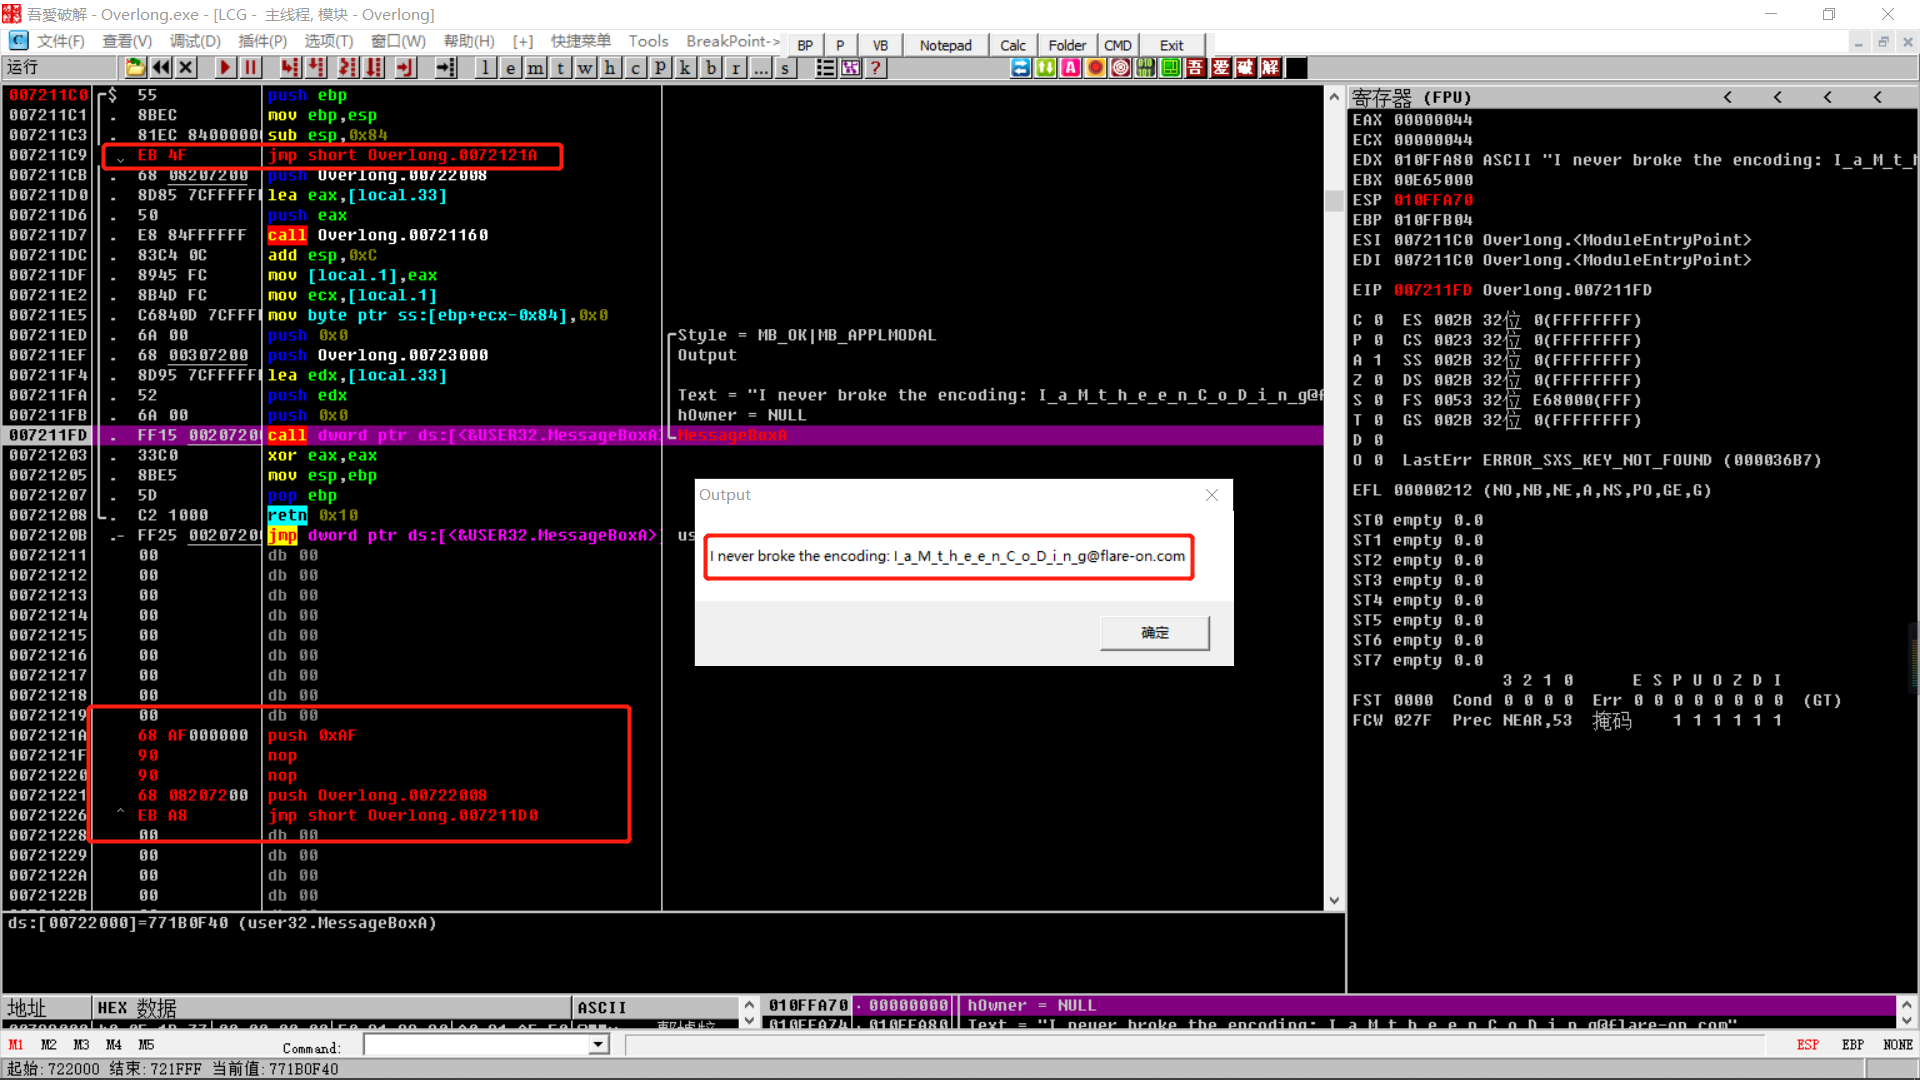 吾愛破解 - Overlong.exe - [LCG - 主线程, 模块 - Overlong]
文件(F) 查看(V) 调试(D) 插件(P) 选项(T) 窗口(W) 帮助(H) [+] 快捷菜单 Tools BreakPoint-> BP P VB Notepad Calc Folder CMD Exit
运行 l e m t w h c P k b r ... s ? 吾 爱 破 解
007211C0 $ 55 push ebp
007211C1 . 8BEC mov ebp,esp
007211C3 . 81EC 84000000 sub esp,0x84
007211C9 EB 4F jmp short Overlong.0072121A
007211CB . 68 08207200 push Overlong.00722008
007211D0 . 8D85 7CFFFFFF lea eax,[local.33]
007211D6 . 50 push eax
007211D7 . E8 84FFFFFF call Overlong.00721160
007211DC . 83C4 0C add esp,0xC
007211DF . 8945 FC mov [local.1],eax
007211E2 . 8B4D FC mov ecx,[local.1]
007211E5 . C6840D 7CFFF mov byte ptr ss:[ebp+ecx-0x84],0x0
007211ED . 6A 00 push 0x0 Style = MB_OK|MB_APPLMODAL
007211EF . 68 00307200 push Overlong.00723000 Output
007211F4 . 8D95 7CFFFFFF lea edx,[local.33]
007211FA . 52 push edx Text = "I never broke the encoding: I_a_M_t_h_e_e_n_C_o_D_i_n_g@f
007211FB . 6A 00 push 0x0 hOwner = NULL
007211FD . FF15 00207200 call dword ptr ds:[<&USER32.MessageBoxA> MessageBoxA
00721203 . 33C0 xor eax,eax
00721205 . 8BE5 mov esp,ebp
00721207 . 5D pop ebp
00721208 . C2 1000 retn 0x10
0072120B .- FF25 00207200 jmp dword ptr ds:[<&USER32.MessageBoxA>] us
00721211 00 db 00
00721212 00 db 00
00721213 00 db 00
00721214 00 db 00
00721215 00 db 00
00721216 00 db 00
00721217 00 db 00
00721218 00 db 00
00721219 00 db 00
0072121A 68 AF000000 push 0xAF
0072121F 90 nop
00721220 90 nop
00721221 68 08207200 push Overlong.00722008
00721226 ^ EB A8 jmp short Overlong.007211D0
00721228 00 db 00
00721229 00 db 00
0072122A 00 db 00
0072122B 00 db 00
Output
I never broke the encoding: I_a_M_t_h_e_e_n_C_o_D_i_n_g@flare-on.com
确定
寄存器 (FPU) < < < <
EAX 00000044
ECX 00000044
EDX 010FFA80 ASCII "I never broke the encoding: I_a_M_t_h
EBX 00E65000
ESP 010FFA70
EBP 010FFB04
ESI 007211C0 Overlong.<ModuleEntryPoint>
EDI 007211C0 Overlong.<ModuleEntryPoint>
EIP 007211FD Overlong.007211FD
C 0 ES 002B 32位 0(FFFFFFFF)
P 0 CS 0023 32位 0(FFFFFFFF)
A 1 SS 002B 32位 0(FFFFFFFF)
Z 0 DS 002B 32位 0(FFFFFFFF)
S 0 FS 0053 32位 E68000(FFF)
T 0 GS 002B 32位 0(FFFFFFFF)
D 0
O 0 LastErr ERROR_SXS_KEY_NOT_FOUND (000036B7)
EFL 00000212 (NO,NB,NE,A,NS,PO,GE,G)
ST0 empty 0.0
ST1 empty 0.0
ST2 empty 0.0
ST3 empty 0.0
ST4 empty 0.0
ST5 empty 0.0
ST6 empty 0.0
ST7 empty 0.0
3 2 1 0 E S P U O Z D I
FST 0000 Cond 0 0 0 0 Err 0 0 0 0 0 0 0 0 (GT)
FCW 027F Prec NEAR,53 掩码 1 1 1 1 1 1
ds:[00722000]=771B0F40 (user32.MessageBoxA)
地址 HEX 数据 ASCII
010FFA70 . 00000000 hOwner = NULL
010FFA74 . 010FFA80 Text = "I never broke the encoding: I_a_M_t_h_e_e_n_C_o_D_i_n_g@flare-on.com"
M1 M2 M3 M4 M5 Command: ESP EBP NONE
起始:722000 结束:721FFF 当前值:771B0F40